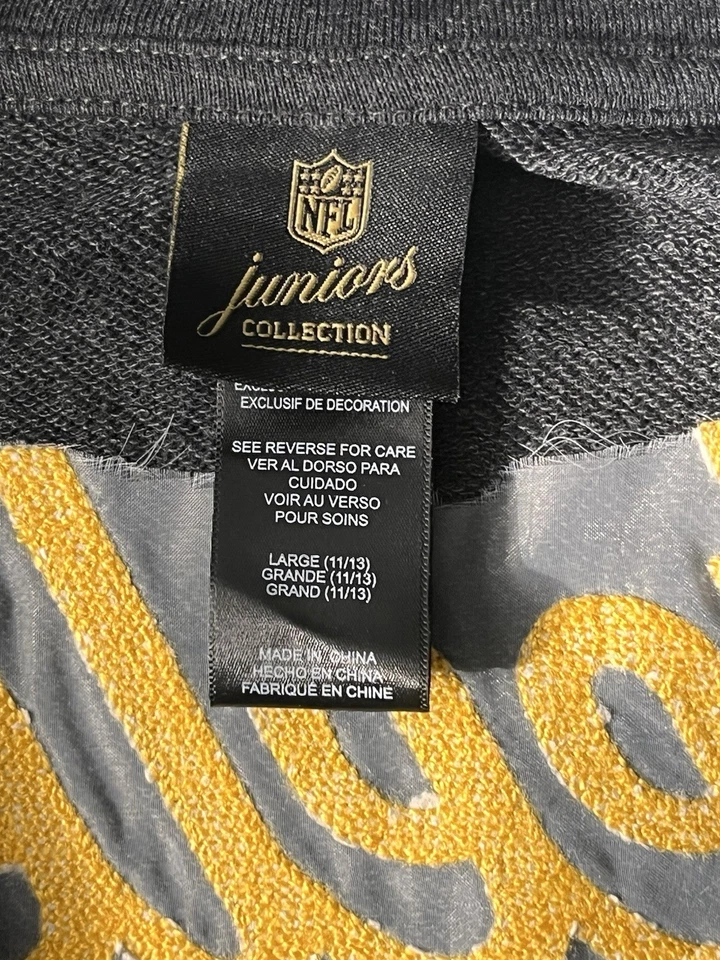 NFL
juniors
COLLECTION
EXCLUSIF DE DECORATION
SEE REVERSE FOR CARE
VER AL DORSO PARA
CUIDADO
VOIR AU VERSO
POUR SOINS
LARGE (11/13)
GRANDE (11/13)
GRAND (11/13)
MADE IN CHINA
HECHO EN CHINA
FABRIQUÉ EN CHINE